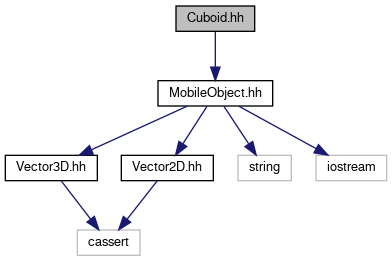 Cuboid.hh
MobileObject.hh
Vector3D.hh
Vector2D.hh
string
iostream
cassert